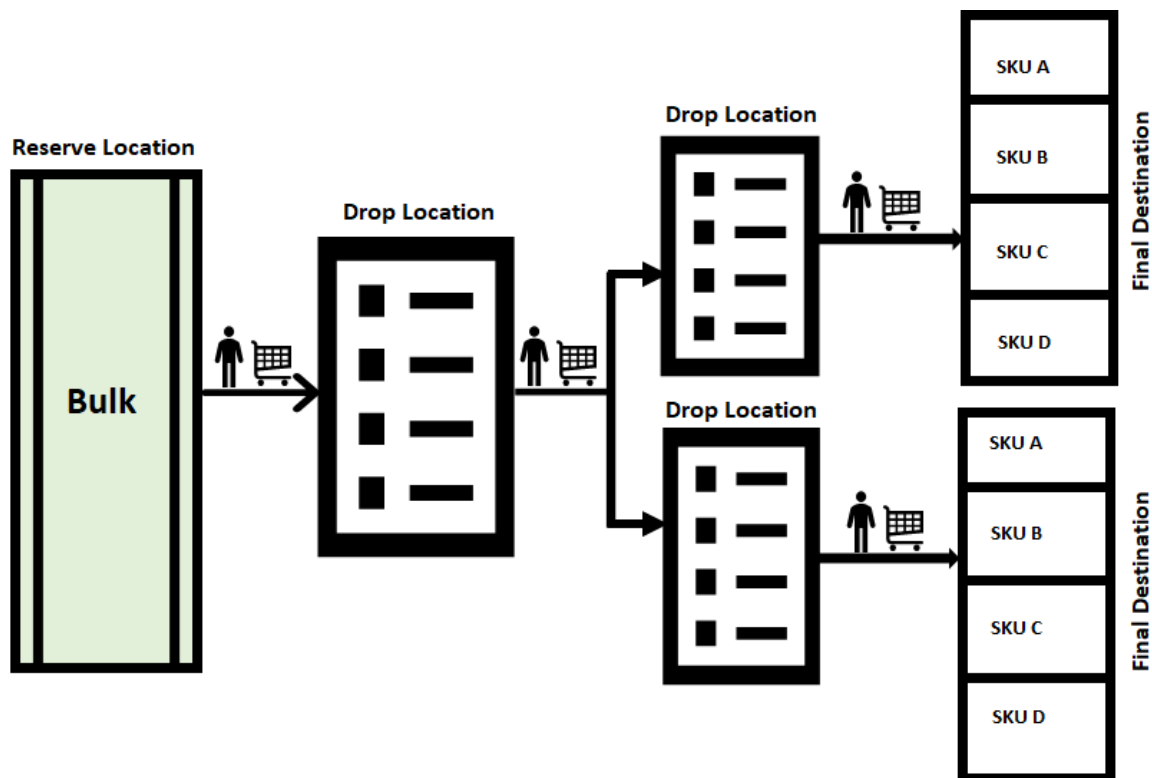 Reserve Location
Bulk
Drop Location
Drop Location
SKU A
SKU B
SKU C
SKU D
Final Destination
Drop Location
SKU A
SKU B
SKU C
SKU D
Final Destination